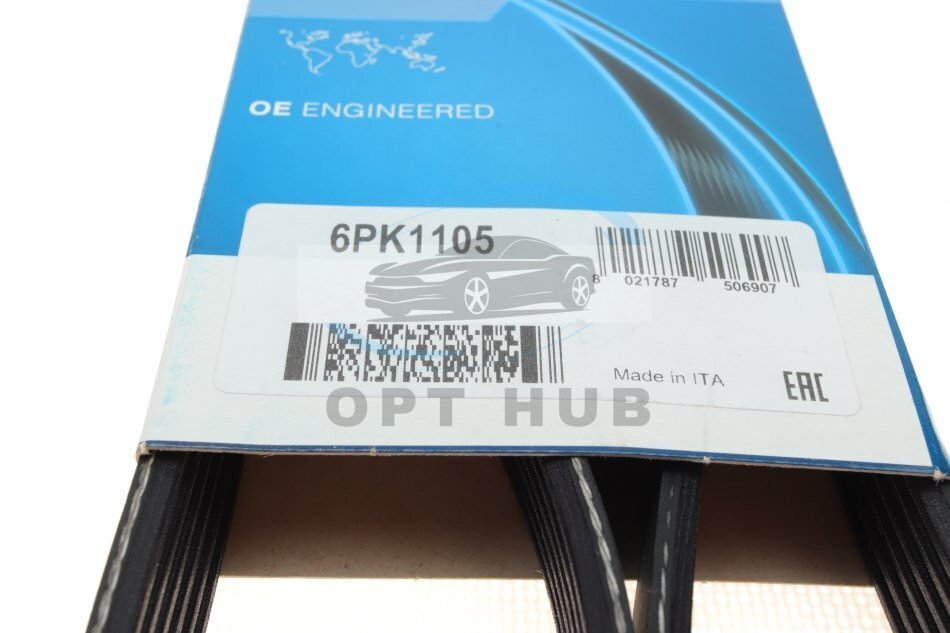 OE ENGINEERED
6PK1105
8 021787 506907
Made in ITA
EAC
OPT HUB